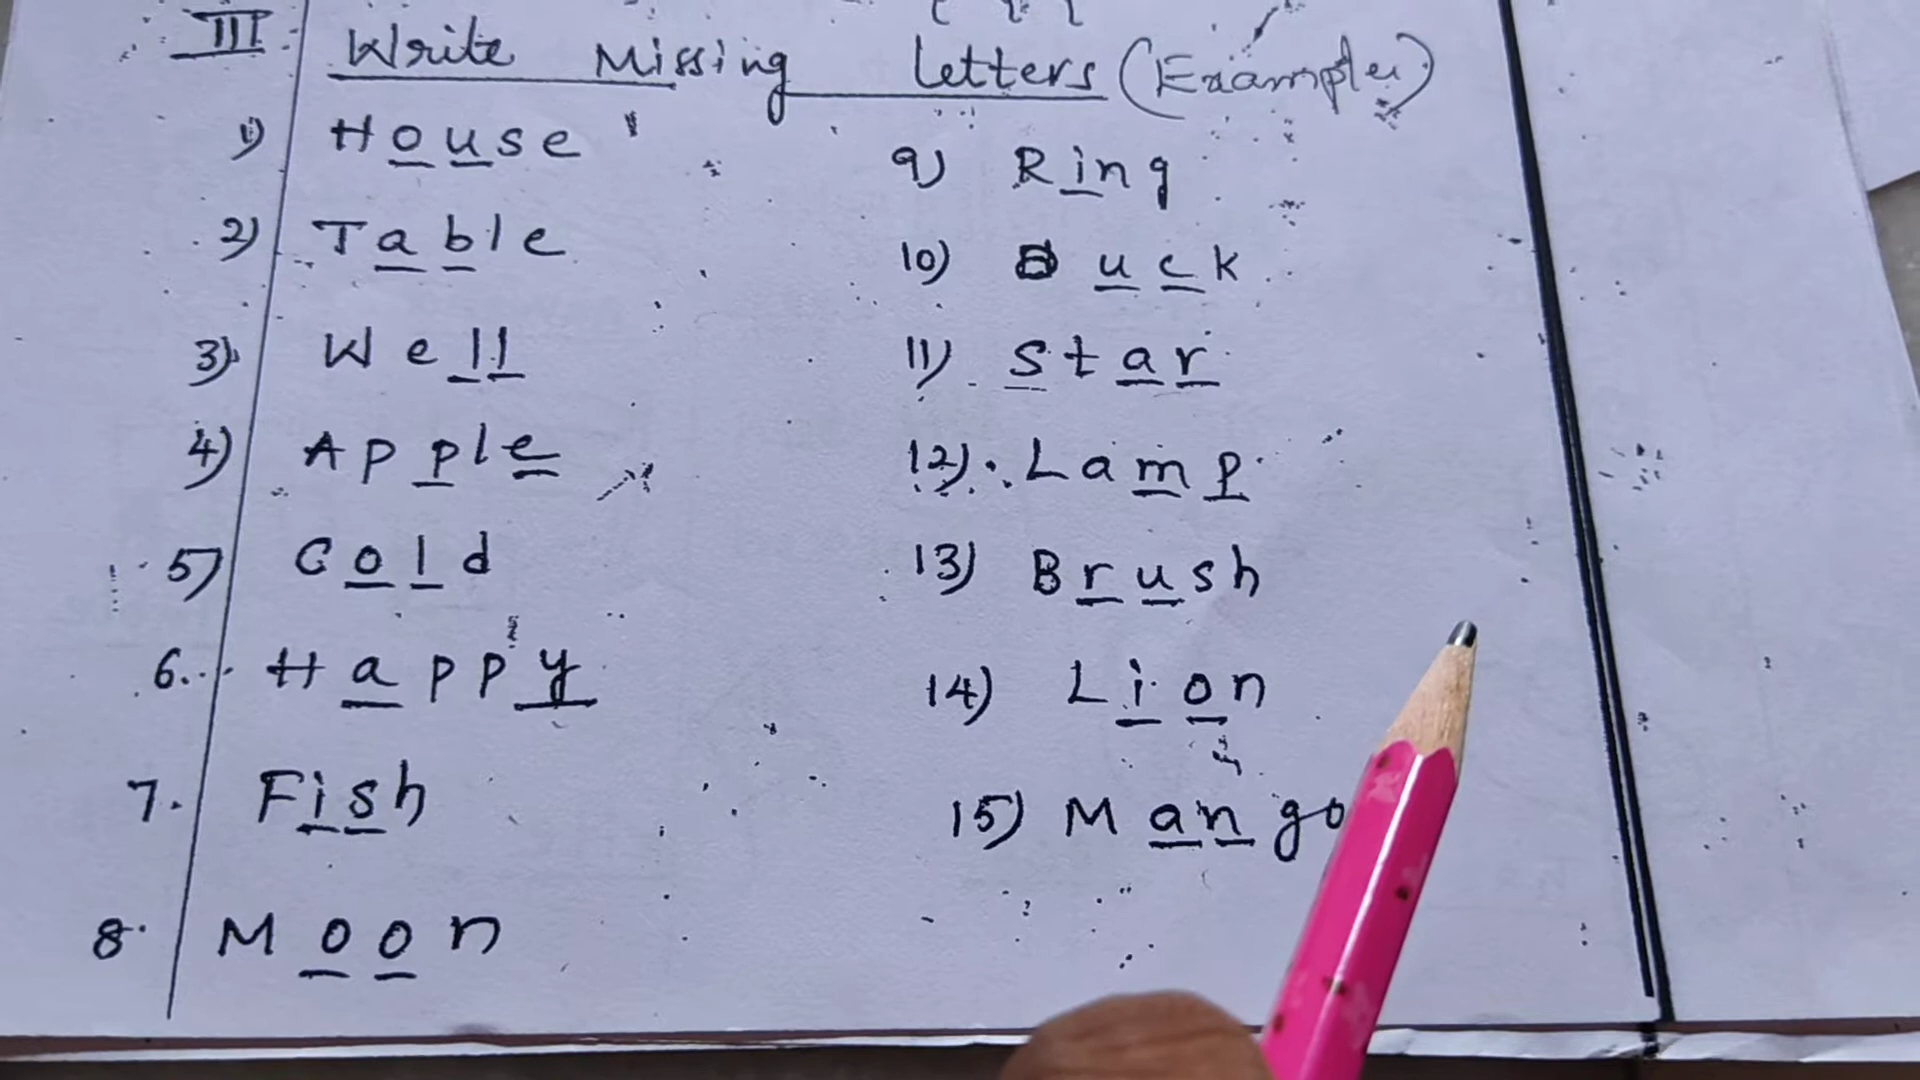 III Write Missing letters (Examples)
1) House
2) Table
3) Well
4) Apple
5) Cold
6. Happy
7. Fish
8. Moon
9) Ring
10) Duck
11) Star
12) Lamp
13) Brush
14) Lion
15) Mango